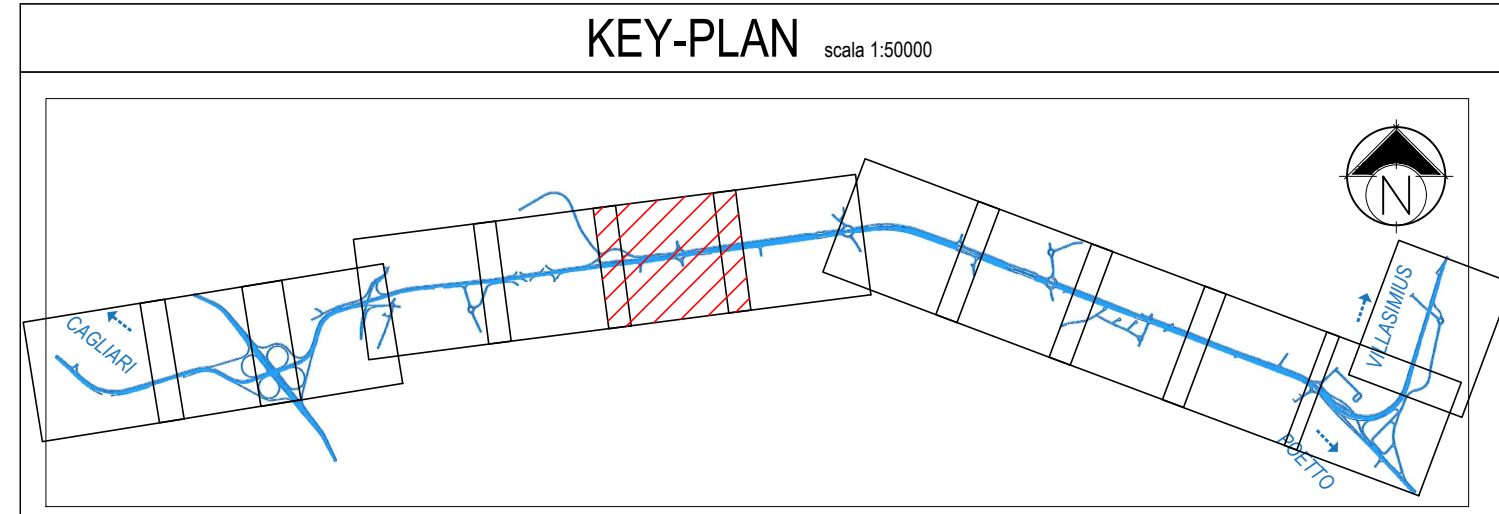 KEY-PLAN scala 1:50000
N
CAGLIARI
VILLASIMIUS
POETTO